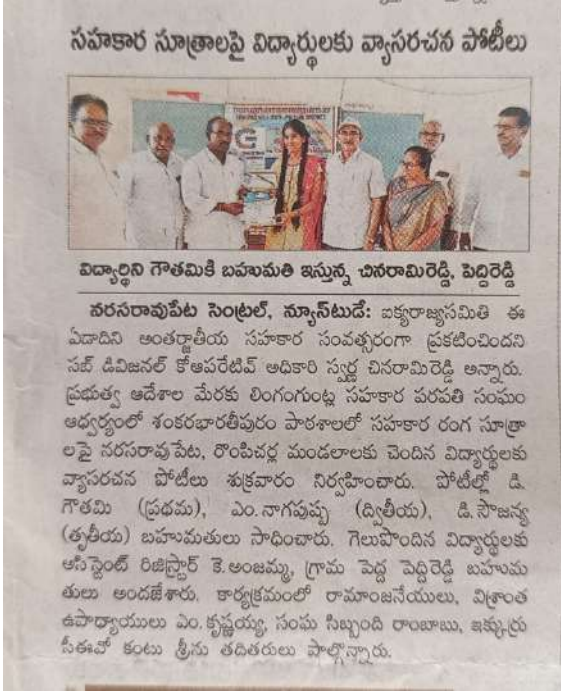 సహకార సూత్రాలపై విద్యార్థులకు వ్యాసరచన పోటీలు
విద్యార్థిని గౌతమికి బహుమతి ఇస్తున్న చినరామిరెడ్డి, పెద్దిరెడ్డి
నరసరావుపేట సెంట్రల్, న్యూస్‌టుడే: ఐక్యరాజ్యసమితి ఈ
ఏడాదిని అంతర్జాతీయ సహకార సంవత్సరంగా ప్రకటించిందని
సబ్ డివిజనల్ కోఆపరేటివ్ అధికారి స్వర్ణ చినరామిరెడ్డి అన్నారు.
ప్రభుత్వ ఆదేశాల మేరకు లింగంగుంట్ల సహకార పరపతి సంఘం
ఆధ్వర్యంలో శంకరభారతీపురం పాఠశాలలో సహకార రంగ సూత్రా
లపై నరసరావుపేట, రొంపిచర్ల మండలాలకు చెందిన విద్యార్థులకు
వ్యాసరచన పోటీలు శుక్రవారం నిర్వహించారు. పోటీల్లో డి.
గౌతమి (ప్రథమ), ఎం.నాగపుష్ప (ద్వితీయ), డి.సౌజన్య
(తృతీయ) బహుమతులు సాధించారు. గెలుపొందిన విద్యార్థులకు
అసిస్టెంట్ రిజిస్ట్రార్ కె.అంజమ్మ, గ్రామ పెద్ద పెద్దిరెడ్డి బహుమ
తులు అందజేశారు. కార్యక్రమంలో రామాంజనేయులు, విశ్రాంత
ఉపాధ్యాయులు ఎం.కృష్ణయ్య, సంఘ సిబ్బంది రాంబాబు, ఇక్కుర్రు
సీఈవో కంటు శ్రీను తదితరులు పాల్గొన్నారు.